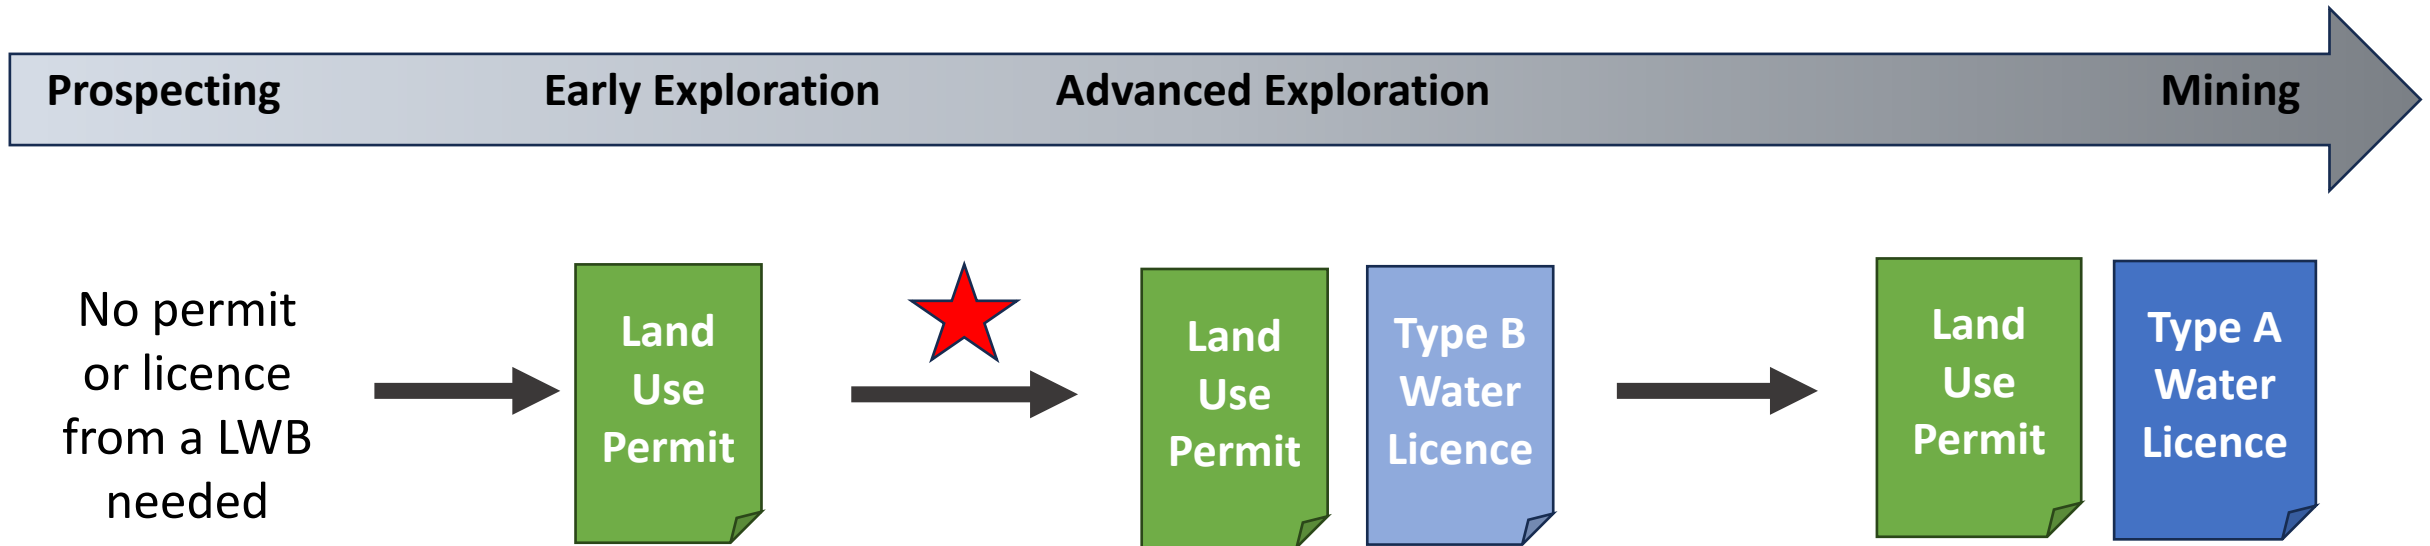 Prospecting
Early Exploration
Advanced Exploration
Mining
No permit
or licence
from a LWB
needed
Land
Use
Permit
Land
Use
Permit
Type B
Water
Licence
Land
Use
Permit
Type A
Water
Licence